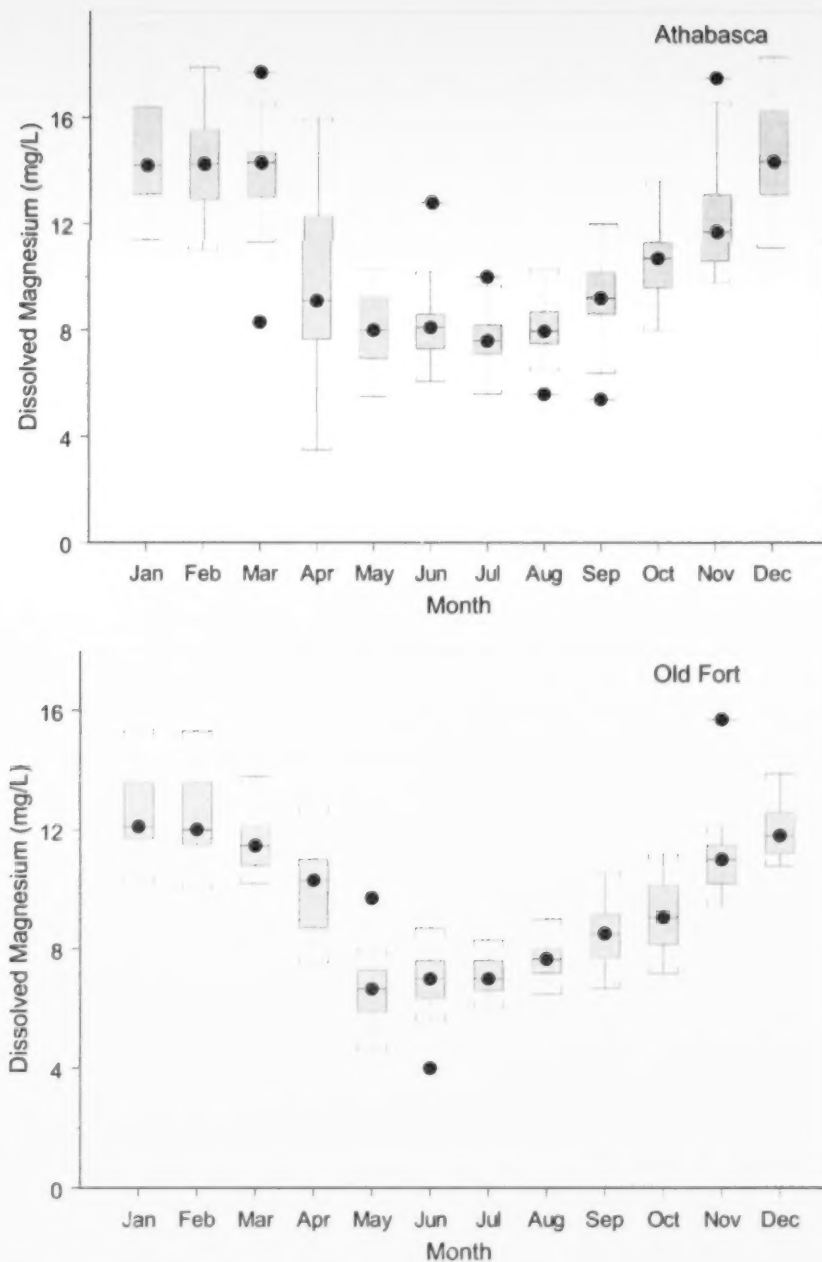 Athabasca
Dissolved Magnesium (mg/L)
16
12
8
4
0
Jan Feb Mar Apr May Jun Jul Aug Sep Oct Nov Dec
Month
Old Fort
Dissolved Magnesium (mg/L)
16
12
8
4
0
Jan Feb Mar Apr May Jun Jul Aug Sep Oct Nov Dec
Month